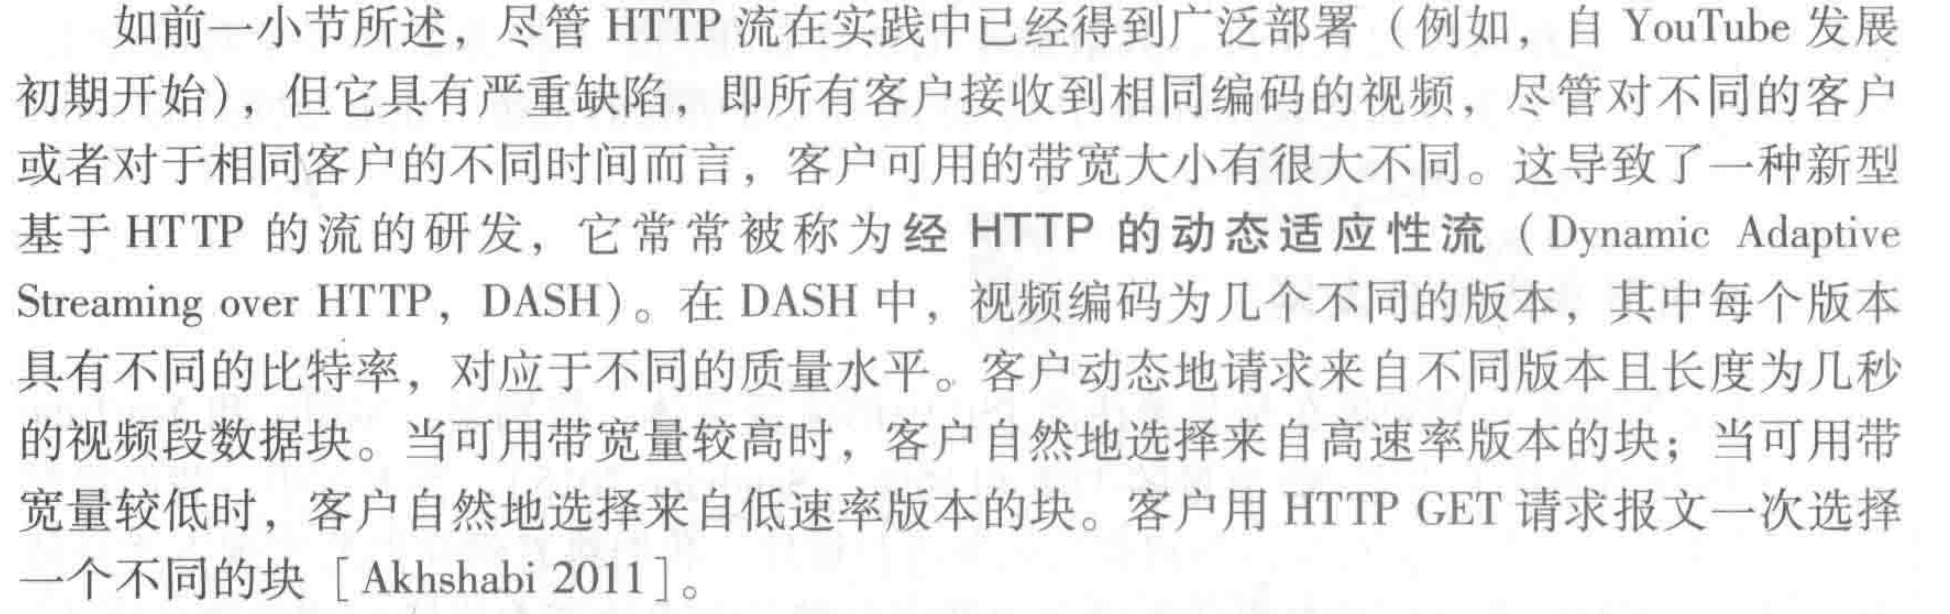 如前一小节所述，尽管 HTTP 流在实践中已经得到广泛部署（例如，自 YouTube 发展
初期开始），但它具有严重缺陷，即所有客户接收到相同编码的视频，尽管对不同的客户
或者对于相同客户的不同时间而言，客户可用的带宽大小有很大不同。这导致了一种新型
基于 HTTP 的流的研发，它常常被称为经 HTTP 的动态适应性流（Dynamic Adaptive
Streaming over HTTP，DASH）。在 DASH 中，视频编码为几个不同的版本，其中每个版本
具有不同的比特率，对应于不同的质量水平。客户动态地请求来自不同版本且长度为几秒
的视频段数据块。当可用带宽量较高时，客户自然地选择来自高速率版本的块；当可用带
宽量较低时，客户自然地选择来自低速率版本的块。客户用 HTTP GET 请求报文一次选择
一个不同的块［Akhshabi 2011］。